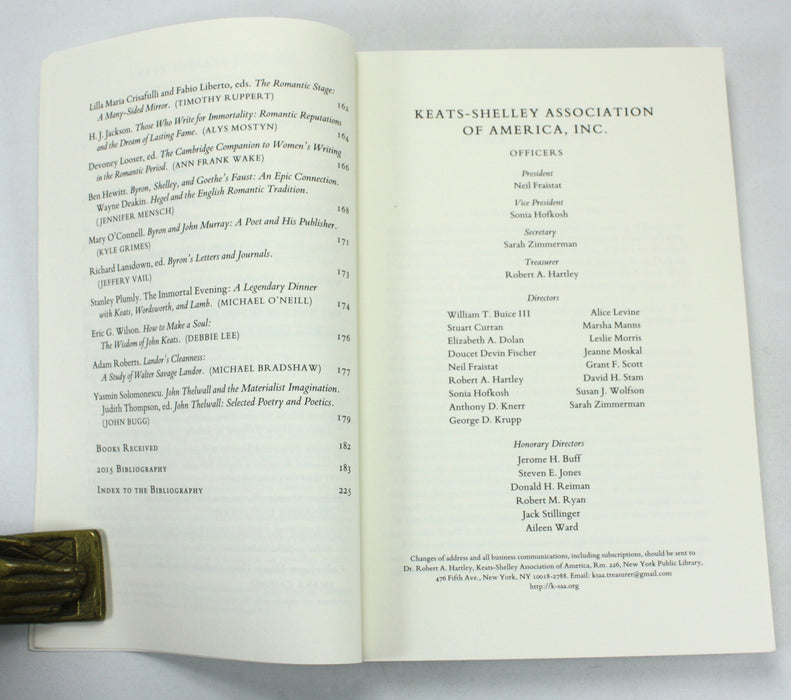 Lilla Maria Crisafulli and Fabio Liberto, eds. The Romantic Stage:
A Many-Sided Mirror. (TIMOTHY RUPPERT) 162
H. J. Jackson. Those Who Write for Immortality: Romantic Reputations
and the Dream of Lasting Fame. (ALYS MOSTYN) 164
Devoney Looser, ed. The Cambridge Companion to Women's Writing
in the Romantic Period. (ANN FRANK WAKE) 166
Ben Hewitt. Byron, Shelley, and Goethe's Faust: An Epic Connection.
Wayne Deakin. Hegel and the English Romantic Tradition.
(JENNIFER MENSCH) 168
Mary O'Connell. Byron and John Murray: A Poet and His Publisher.
(KYLE GRIMES) 171
Richard Lansdown, ed. Byron's Letters and Journals.
(JEFFERY VAIL) 173
Stanley Plumly. The Immortal Evening: A Legendary Dinner
with Keats, Wordsworth, and Lamb. (MICHAEL O'NEILL) 174
Eric G. Wilson. How to Make a Soul:
The Wisdom of John Keats. (DEBBIE LEE) 176
Adam Roberts. Landor's Cleanness:
A Study of Walter Savage Landor. (MICHAEL BRADSHAW) 177
Yasmin Solomonescu. John Thelwall and the Materialist Imagination.
Judith Thompson, ed. John Thelwall: Selected Poetry and Poetics.
(JOHN BUGG) 179
BOOKS RECEIVED 182
2015 BIBLIOGRAPHY 183
INDEX TO THE BIBLIOGRAPHY 225
KEATS-SHELLEY ASSOCIATION
OF AMERICA, INC.
OFFICERS
President
Neil Fraistat
Vice President
Sonia Hofkosh
Secretary
Sarah Zimmerman
Treasurer
Robert A. Hartley
Directors
William T. Buice III
Stuart Curran
Elizabeth A. Dolan
Doucet Devin Fischer
Neil Fraistat
Robert A. Hartley
Sonia Hofkosh
Anthony D. Knerr
George D. Krupp
Alice Levine
Marsha Manns
Leslie Morris
Jeanne Moskal
Grant F. Scott
David H. Stam
Susan J. Wolfson
Sarah Zimmerman
Honorary Directors
Jerome H. Buff
Steven E. Jones
Donald H. Reiman
Robert M. Ryan
Jack Stillinger
Aileen Ward
Changes of address and all business communications, including subscriptions, should be sent to
Dr. Robert A. Hartley, Keats-Shelley Association of America, Rm. 226, New York Public Library,
476 Fifth Ave., New York, NY 10018-2788. Email: ksaa.treasurer@gmail.com
http://k-saa.org